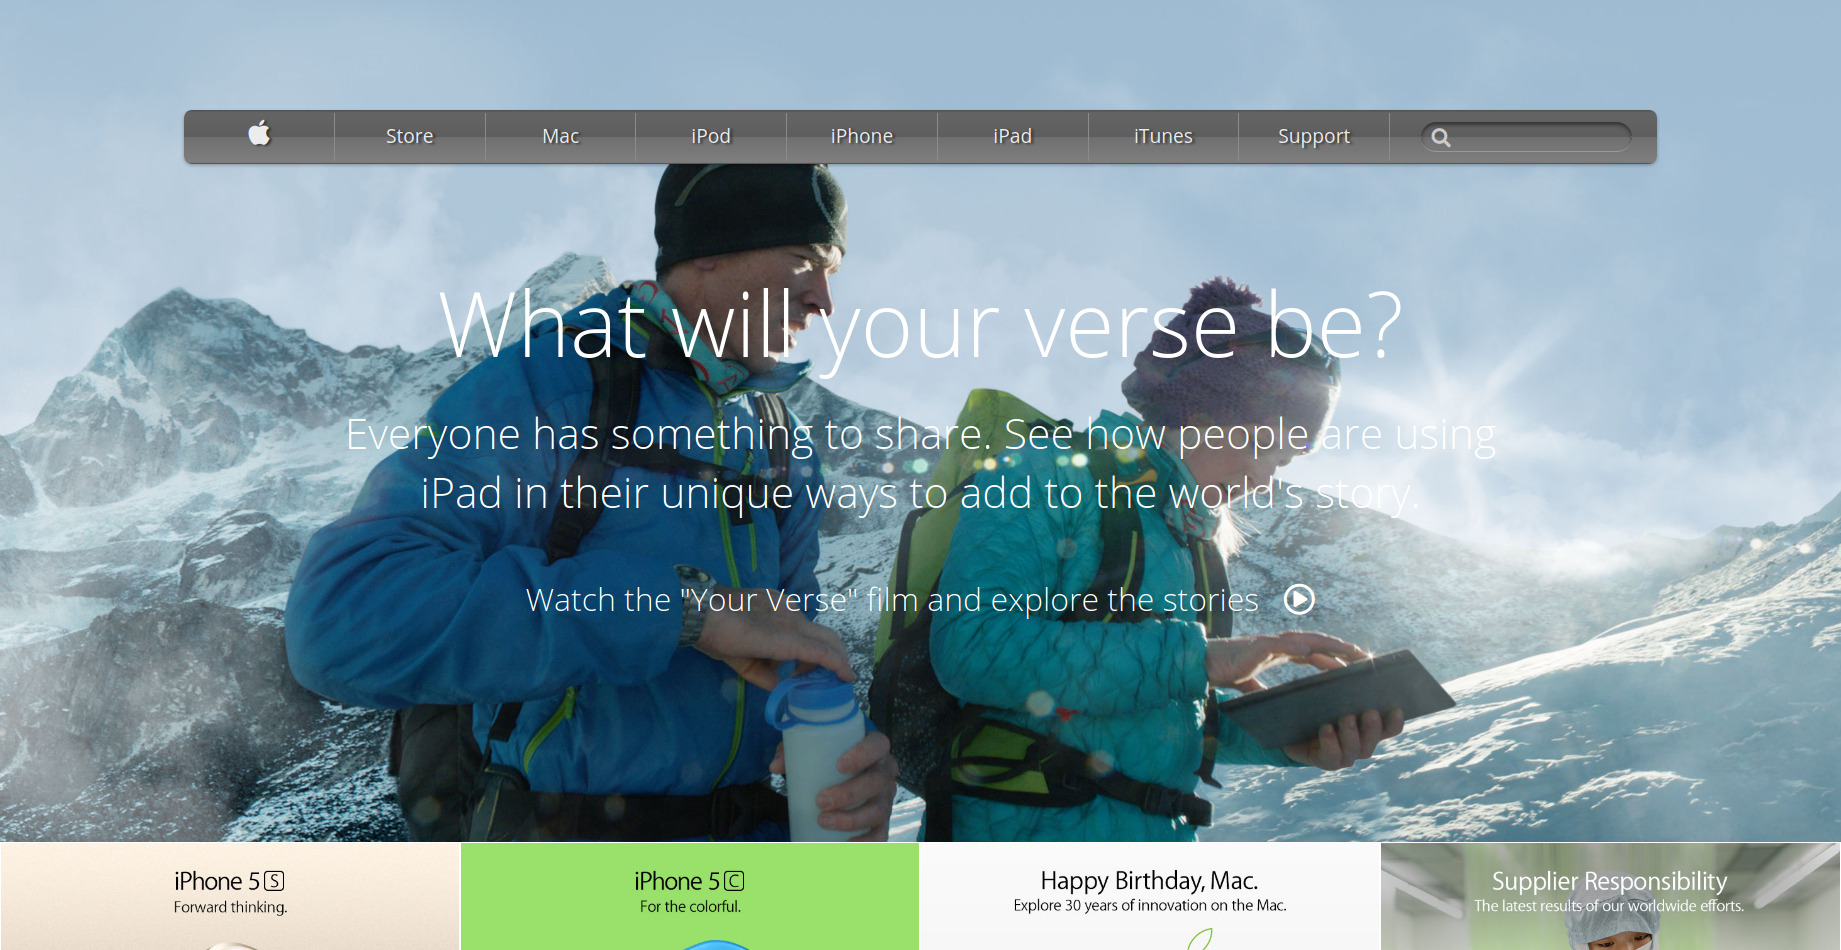 Store
Mac
iPod
iPhone
iPad
iTunes
Support
What will your verse be?
Everyone has something to share. See how people are using
iPad in their unique ways to add to the world's story.
Watch the "Your Verse" film and explore the stories
iPhone 5S
Forward thinking.
iPhone 5C
For the colorful.
Happy Birthday, Mac.
Explore 30 years of innovation on the Mac.
Supplier Responsibility
The latest results of our worldwide efforts.